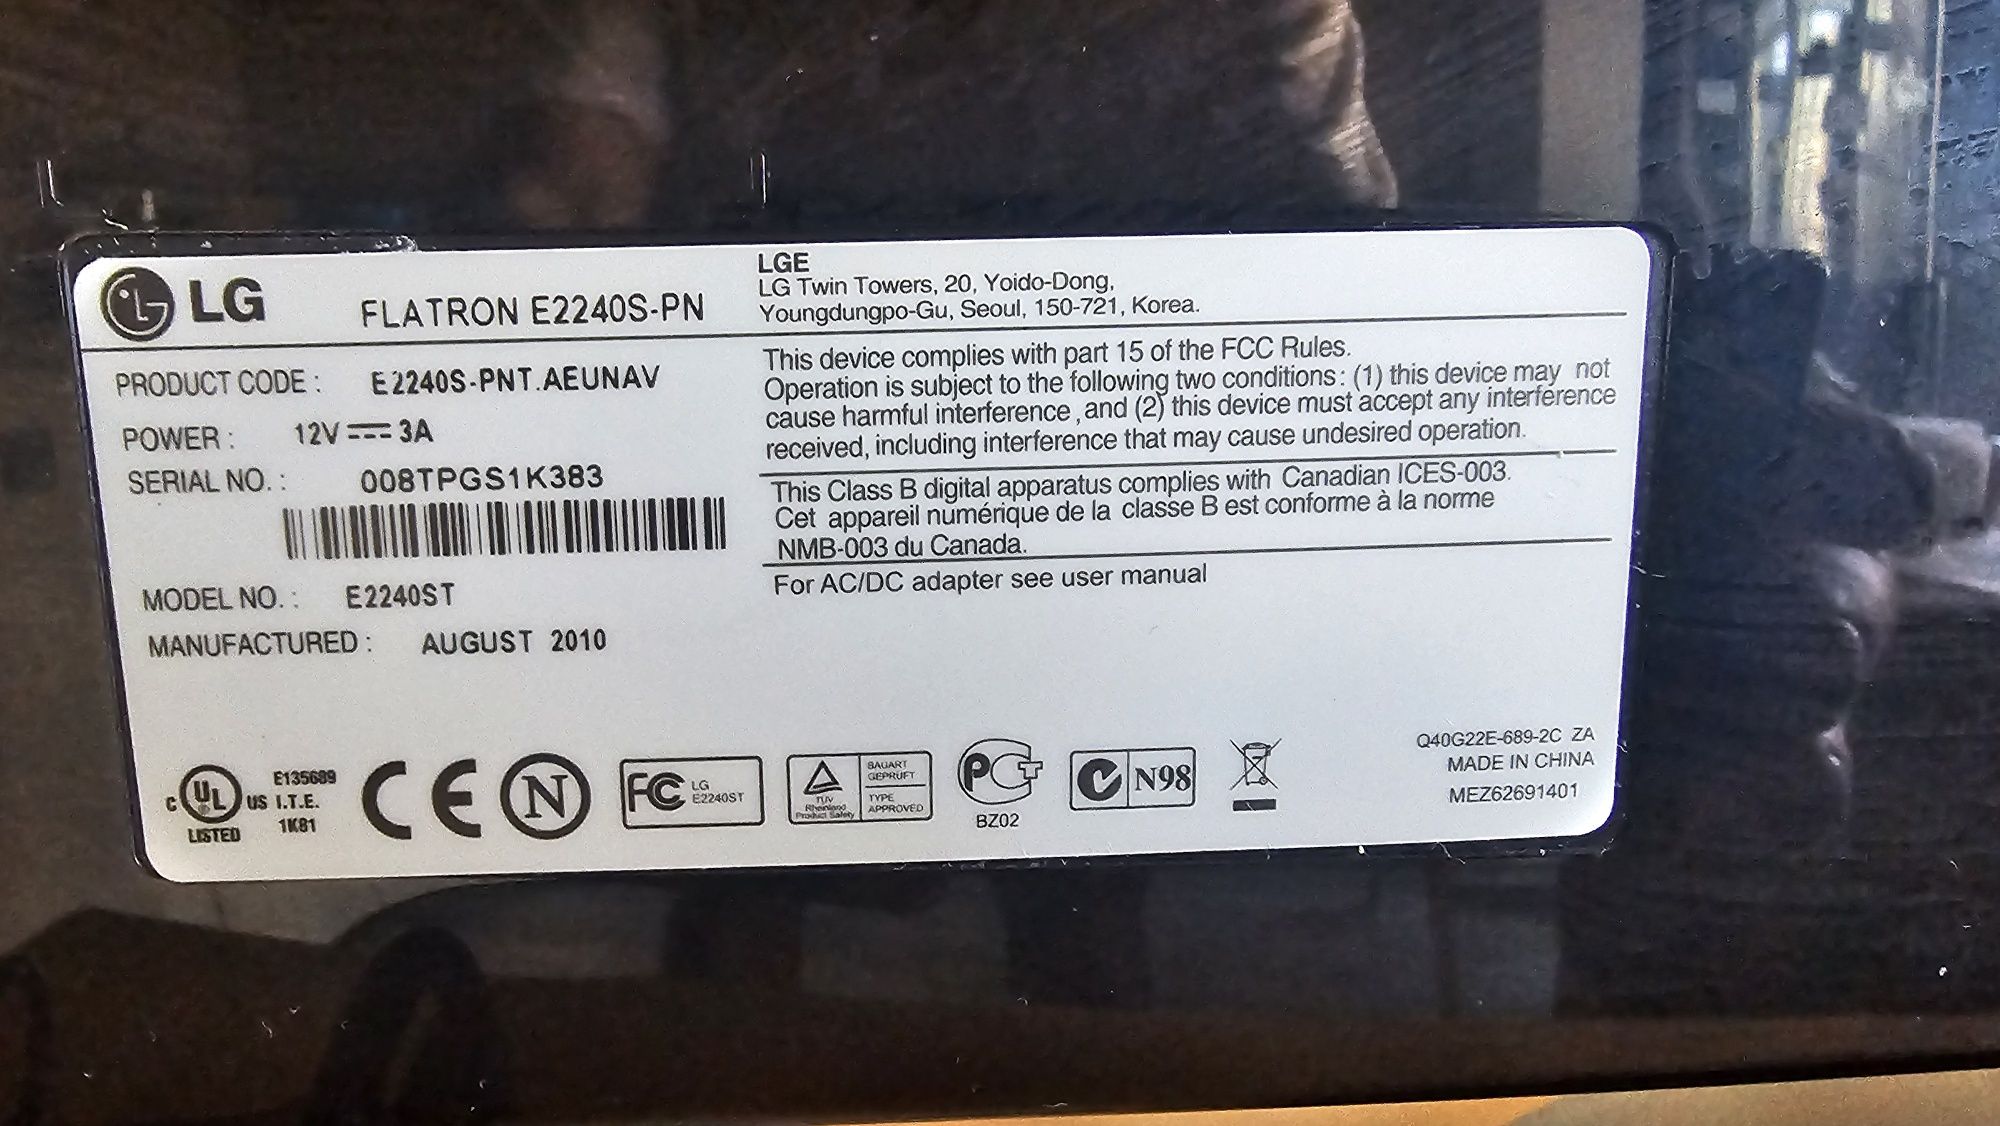 LG
FLATRON E2240S-PN
PRODUCT CODE : E2240S-PNT.AEUNAV
POWER : 12V 3A
SERIAL NO. : 008TPGS1K383
MODEL NO. : E2240ST
MANUFACTURED : AUGUST 2010
LGE
LG Twin Towers, 20, Yoido-Dong,
Youngdungpo-Gu, Seoul, 150-721, Korea.
This device complies with part 15 of the FCC Rules.
Operation is subject to the following two conditions: (1) this device may not
cause harmful interference, and (2) this device must accept any interference
received, including interference that may cause undesired operation.
This Class B digital apparatus complies with Canadian ICES-003.
Cet appareil numérique de la classe B est conforme à la norme
NMB-003 du Canada.
For AC/DC adapter see user manual
C UL US
LISTED
E135689
I.T.E.
1K81
CE
N
FC
LG
E2240ST
TÜV
Rheinland
Product Safety
BAUART
GEPRÜFT
TYPE
APPROVED
PCT
BZ02
N98
Q40G22E-689-2C ZA
MADE IN CHINA
MEZ62691401